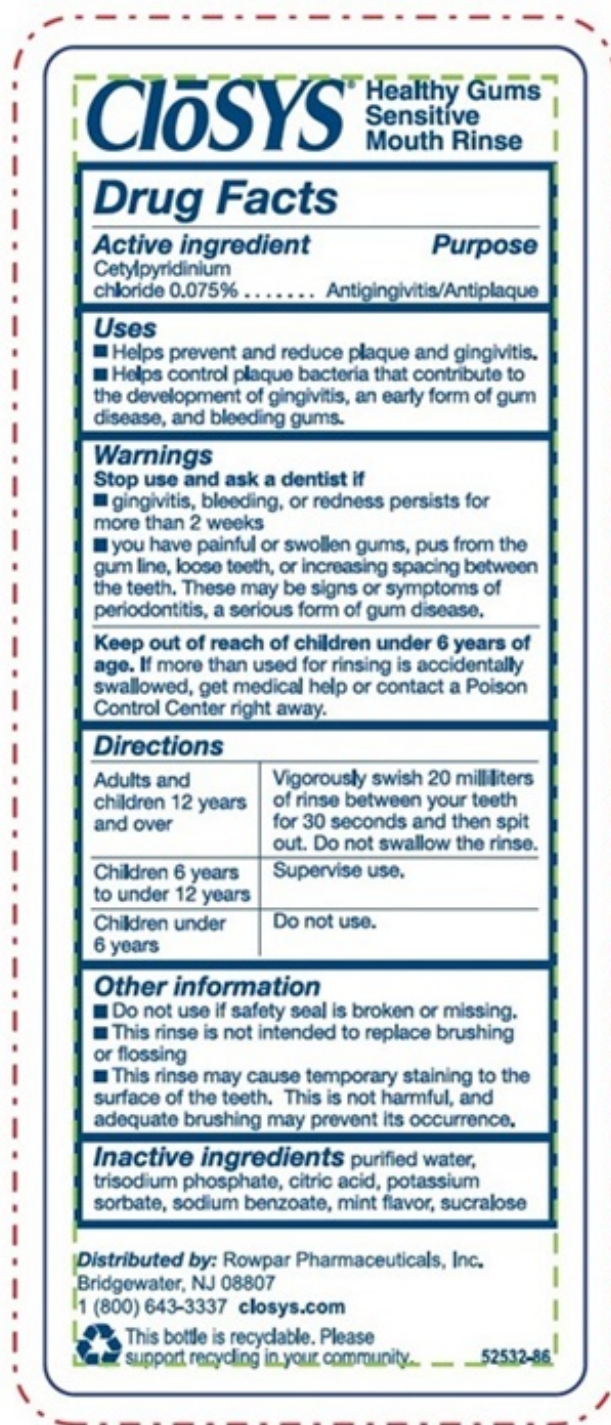 ClōSYS® Healthy Gums
Sensitive
Mouth Rinse
Drug Facts
Active ingredient Purpose
Cetylpyridinium
chloride 0.075% . . . . . . . Antigingivitis/Antiplaque
Uses
■ Helps prevent and reduce plaque and gingivitis.
■ Helps control plaque bacteria that contribute to
the development of gingivitis, an early form of gum
disease, and bleeding gums.
Warnings
Stop use and ask a dentist if
■ gingivitis, bleeding, or redness persists for
more than 2 weeks
■ you have painful or swollen gums, pus from the
gum line, loose teeth, or increasing spacing between
the teeth. These may be signs or symptoms of
periodontitis, a serious form of gum disease.
Keep out of reach of children under 6 years of
age. If more than used for rinsing is accidentally
swallowed, get medical help or contact a Poison
Control Center right away.
Directions
Adults and
children 12 years
and over
Vigorously swish 20 milliliters
of rinse between your teeth
for 30 seconds and then spit
out. Do not swallow the rinse.
Children 6 years
to under 12 years
Supervise use.
Children under
6 years
Do not use.
Other information
■ Do not use if safety seal is broken or missing.
■ This rinse is not intended to replace brushing
or flossing
■ This rinse may cause temporary staining to the
surface of the teeth. This is not harmful, and
adequate brushing may prevent its occurrence.
Inactive ingredients purified water,
trisodium phosphate, citric acid, potassium
sorbate, sodium benzoate, mint flavor, sucralose
Distributed by: Rowpar Pharmaceuticals, Inc.
Bridgewater, NJ 08807
1 (800) 643-3337 closys.com
This bottle is recyclable. Please
support recycling in your community. 52532-86